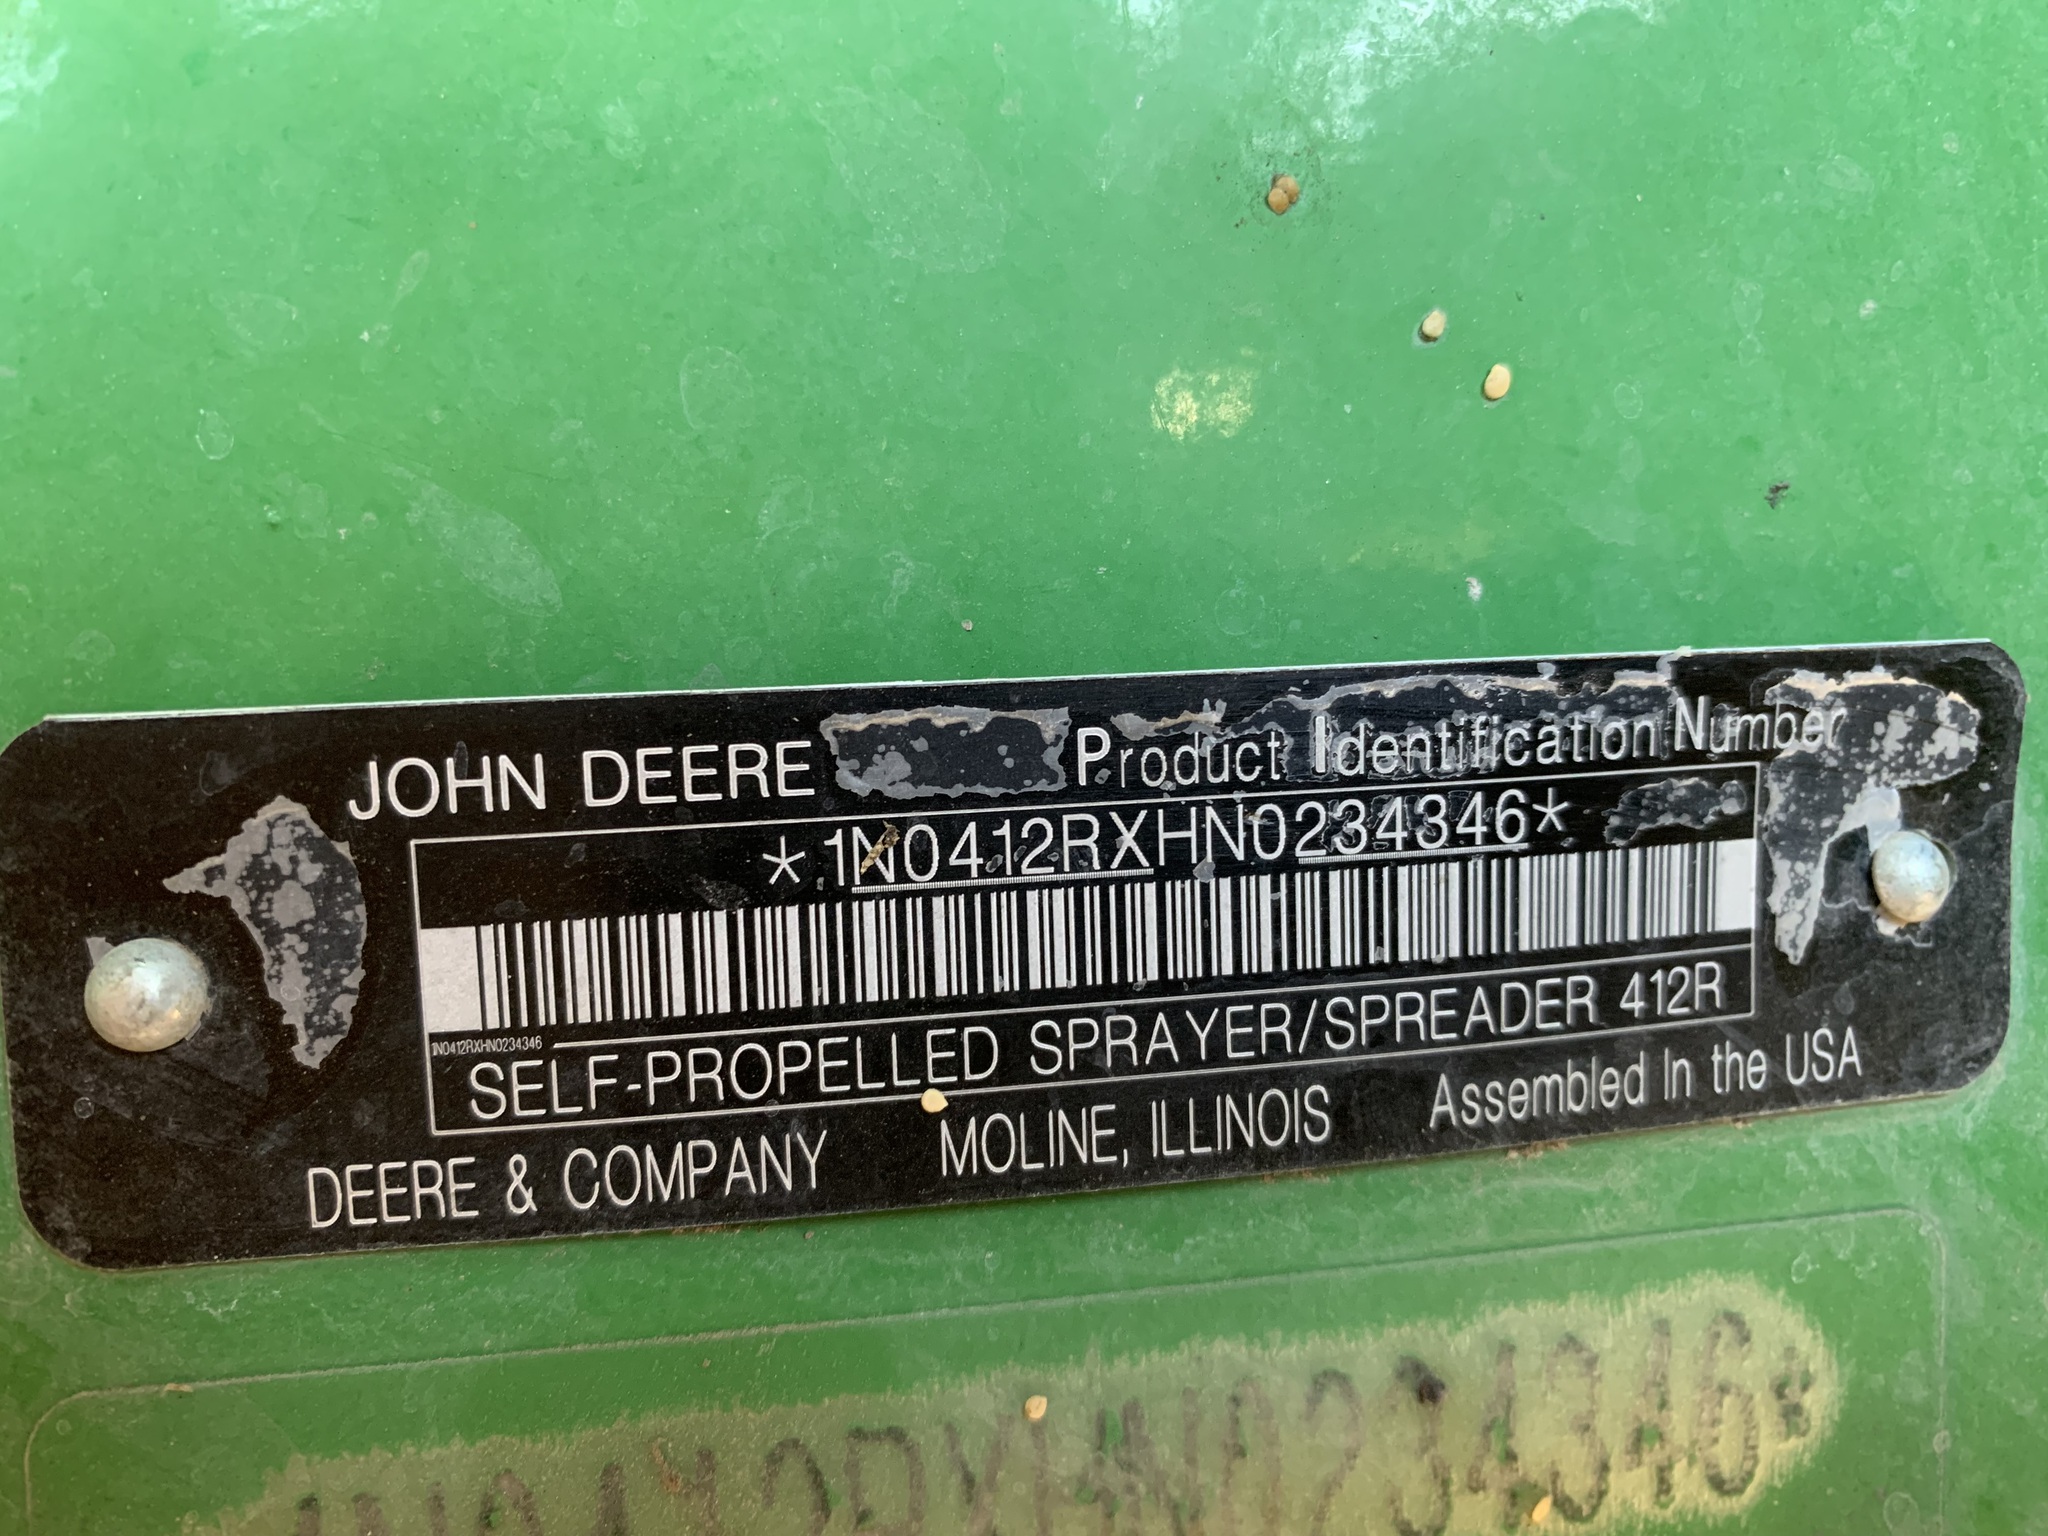 JOHN DEERE Product Identification Number
*1N0412RXHN0234346*
1N0412RXHN0234346
SELF-PROPELLED SPRAYER/SPREADER 412R
DEERE & COMPANY MOLINE, ILLINOIS Assembled In the USA
1N0412RXHN0234346*